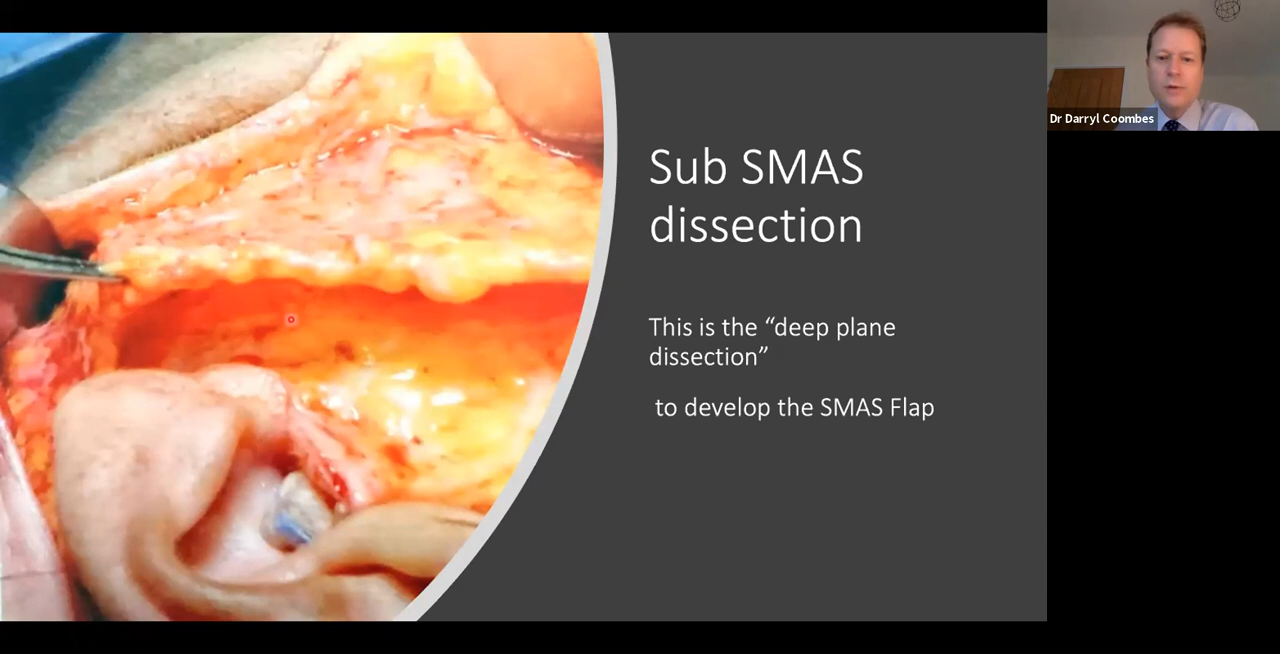 Dr Darryl Coombes
Sub SMAS
dissection
This is the “deep plane
dissection”
to develop the SMAS Flap